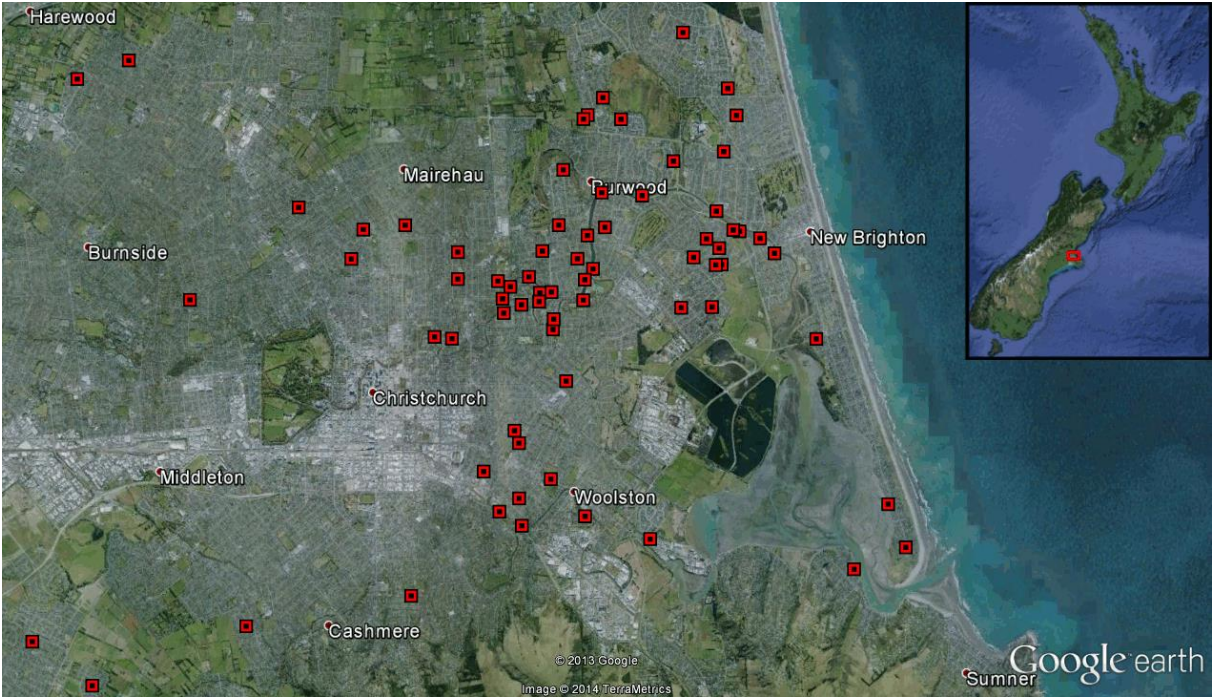 Harewood
Mairehau
Burwood
New Brighton
Burnside
Christchurch
Middleton
Woolston
Cashmere
© 2013 Google
Image © 2014 TerraMetrics
Google earth
Sumner